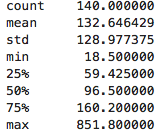 count 140.000000
mean 132.646429
std 128.977375
min 18.500000
25% 59.425000
50% 96.500000
75% 160.200000
max 851.800000